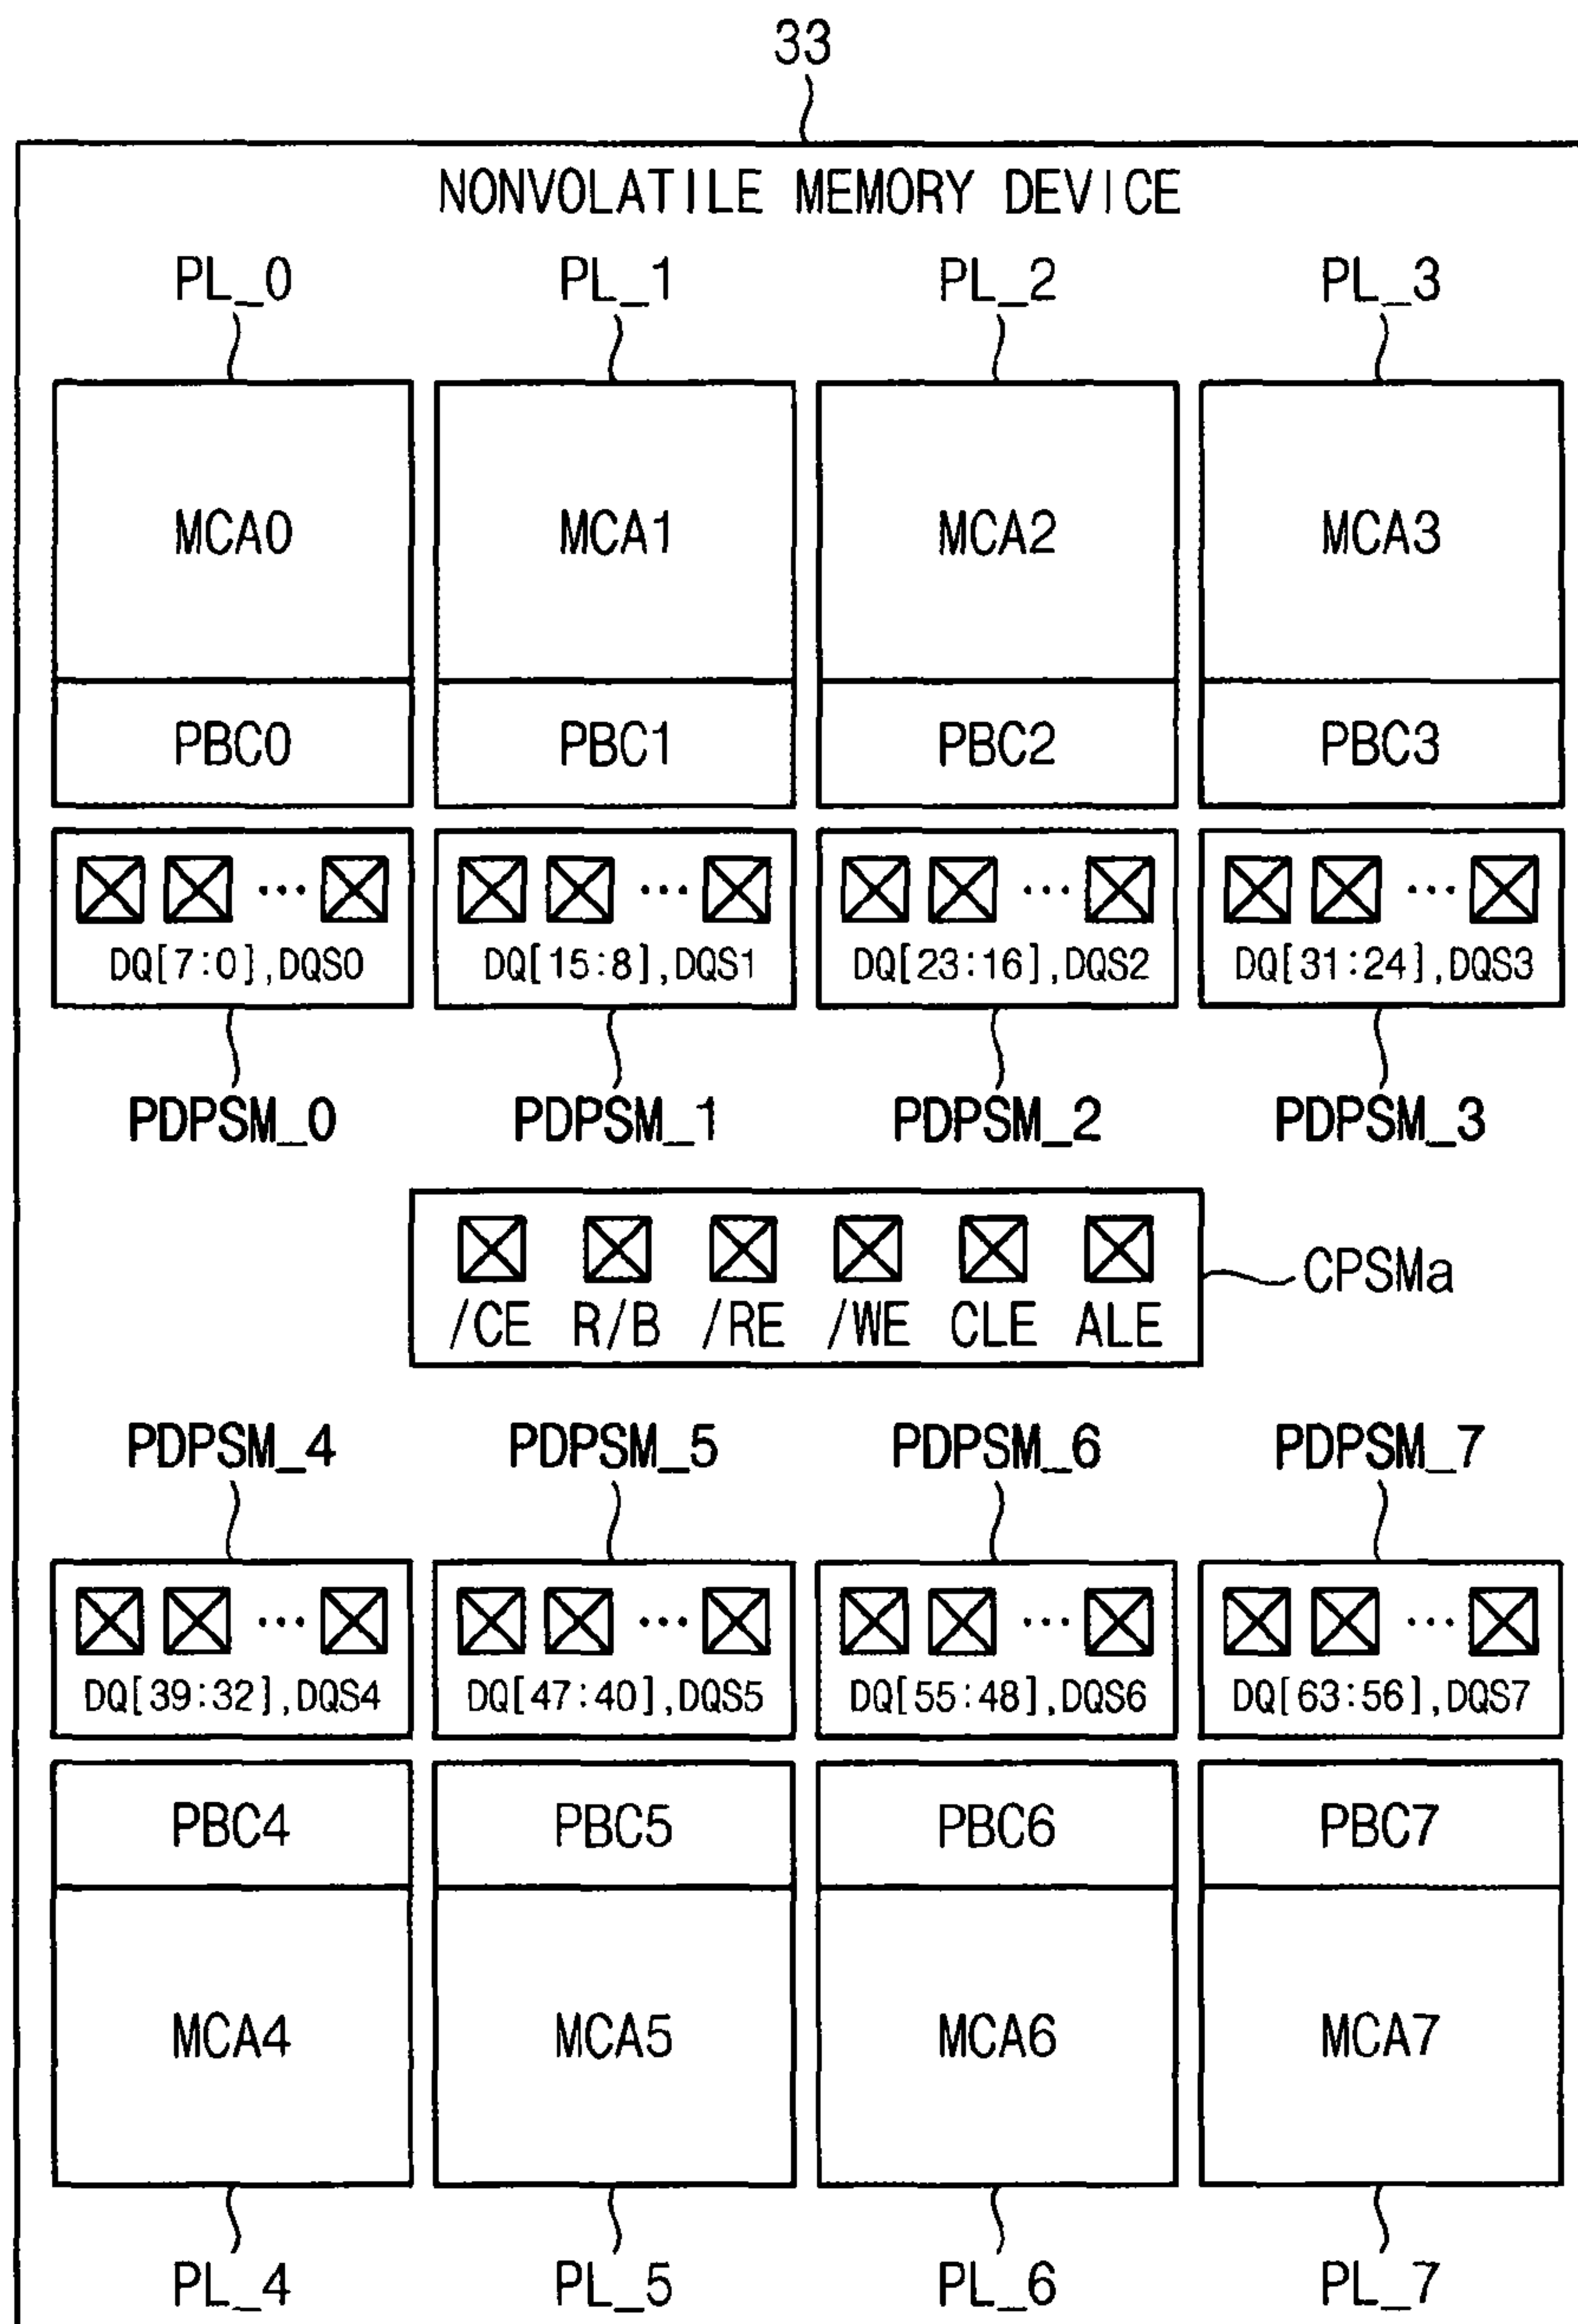 33
NONVOLATILE MEMORY DEVICE
PL_0 PL_1 PL_2 PL_3
MCA0 MCA1 MCA2 MCA3
PBC0 PBC1 PBC2 PBC3
... ... ... ...
DQ[7:0],DQS0 DQ[15:8],DQS1 DQ[23:16],DQS2 DQ[31:24],DQS3
PDPSM_0 PDPSM_1 PDPSM_2 PDPSM_3
CPSMa
/CE R/B /RE /WE CLE ALE
PDPSM_4 PDPSM_5 PDPSM_6 PDPSM_7
... ... ... ...
DQ[39:32],DQS4 DQ[47:40],DQS5 DQ[55:48],DQS6 DQ[63:56],DQS7
PBC4 PBC5 PBC6 PBC7
MCA4 MCA5 MCA6 MCA7
PL_4 PL_5 PL_6 PL_7